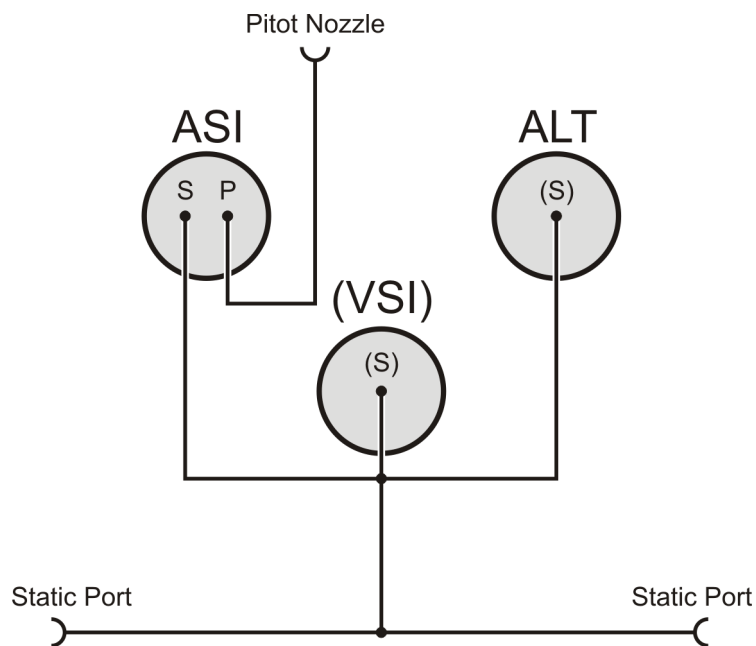 Pitot Nozzle
ASI
ALT
S P
(S)
(VSI)
(S)
Static Port
Static Port